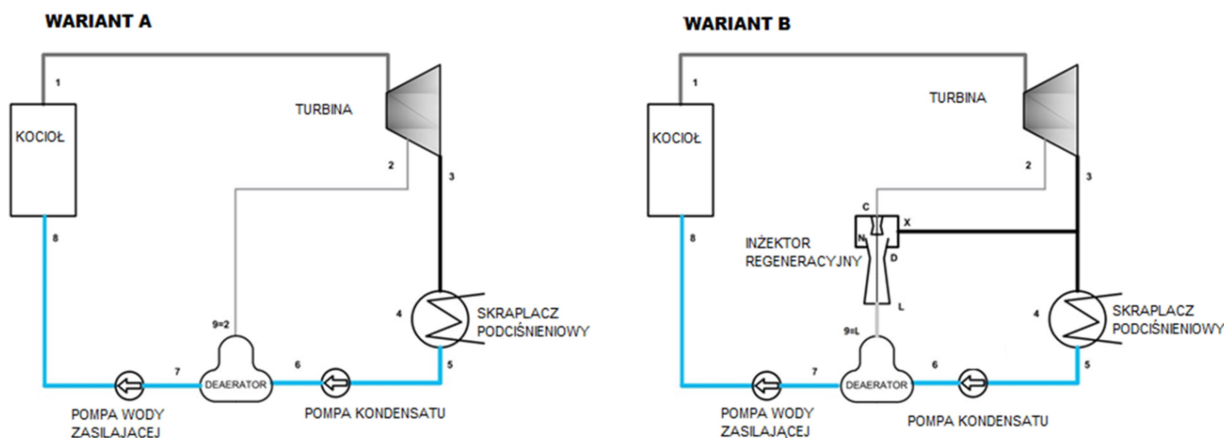 WARIANT A
1
TURBINA
KOCIOŁ
2
3
8
4
SKRAPLACZ
PODCIŚNIENIOWY
9=2
7
DEAERATOR
6
5
POMPA WODY
ZASILAJĄCEJ
POMPA KONDENSATU
WARIANT B
1
TURBINA
KOCIOŁ
2
3
C
X
N
8
INŻEKTOR
REGENERACYJNY
D
L
4
SKRAPLACZ
PODCIŚNIENIOWY
9=L
7
DEAERATOR
6
5
POMPA WODY
ZASILAJĄCEJ
POMPA KONDENSATU